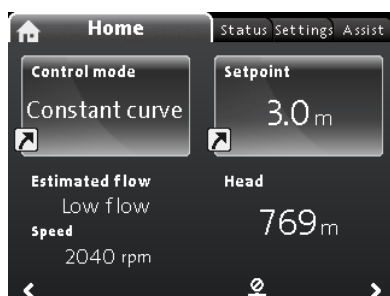 Home
Status Settings Assist
Control mode
Constant curve
Setpoint
3.0 m
Estimated flow
Low flow
Speed
2040 rpm
Head
769 m